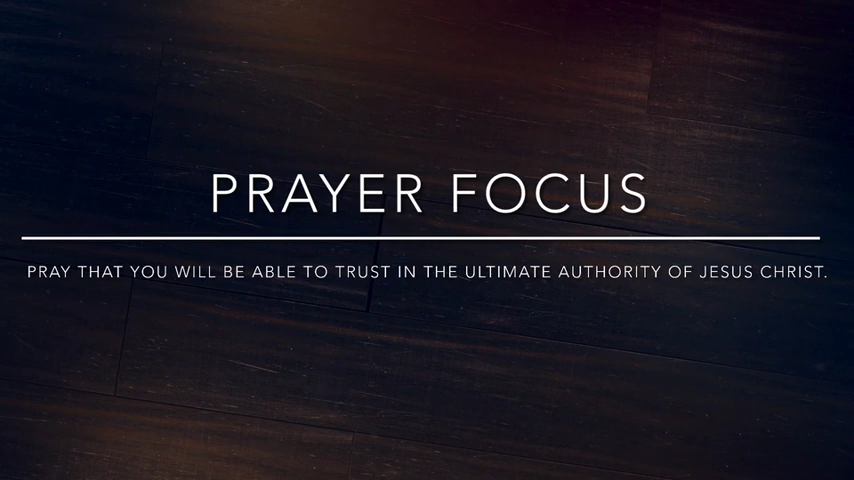 PRAYER FOCUS
PRAY THAT YOU WILL BE ABLE TO TRUST IN THE ULTIMATE AUTHORITY OF JESUS CHRIST.